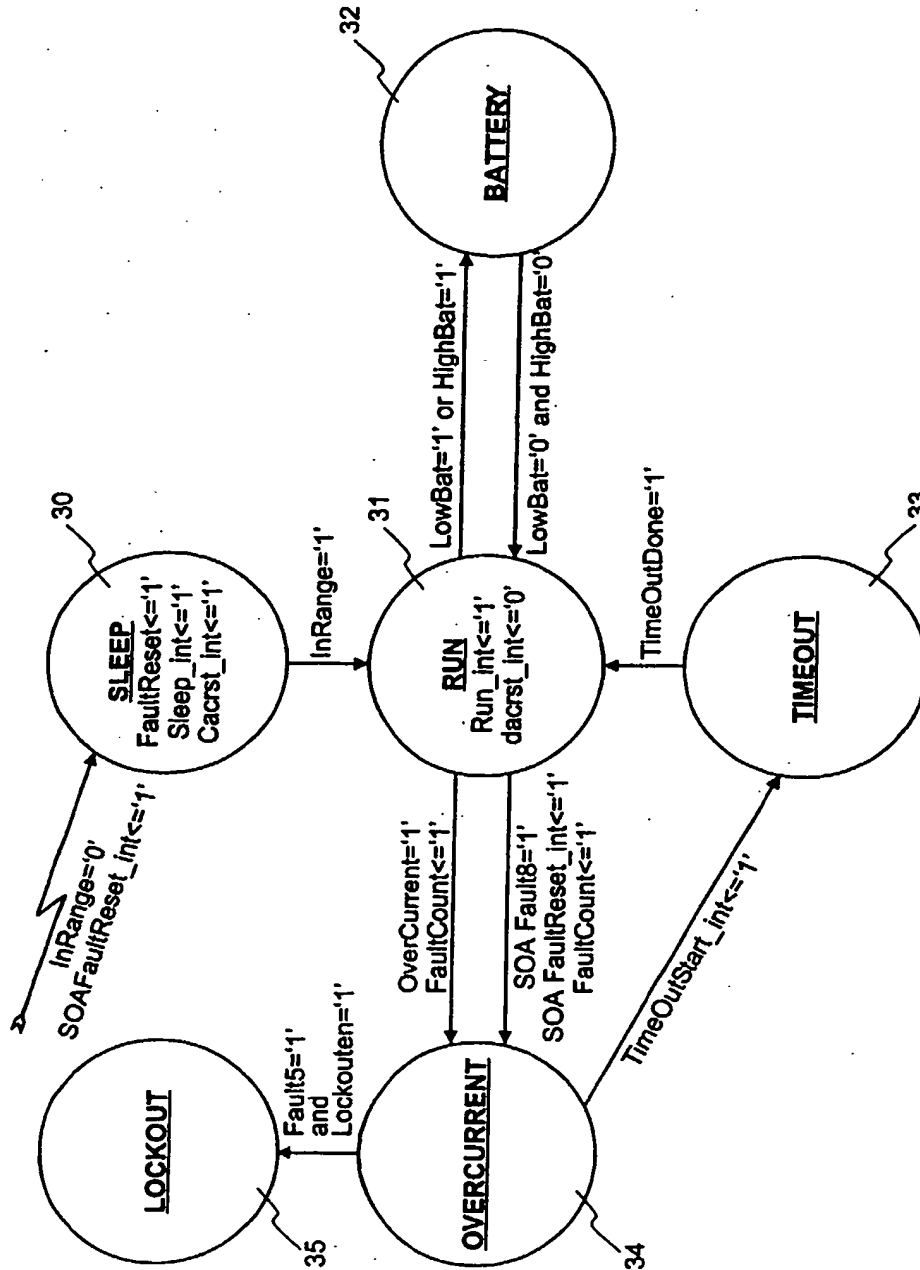 InRange='0'
SOAFaultReset_int<='1'
30
SLEEP
FaultReset<='1'
Sleep_int<='1'
Cacrst_int<='1'
InRange='1'
LOCKOUT
35
Fault5='1'
and
Lockouten='1'
OverCurrent='1'
FaultCount<='1'
SOA Fault8='1'
SOA FaultReset_int<='1'
FaultCount<='1'
31
RUN
Run_int<='1'
dacrst_int<='0'
LowBat='1' or HighBat='1'
LowBat='0' and HighBat='0'
32
BATTERY
OVERCURRENT
34
TimeOutStart_int<='1'
TimeOutDone='1'
TIMEOUT
33